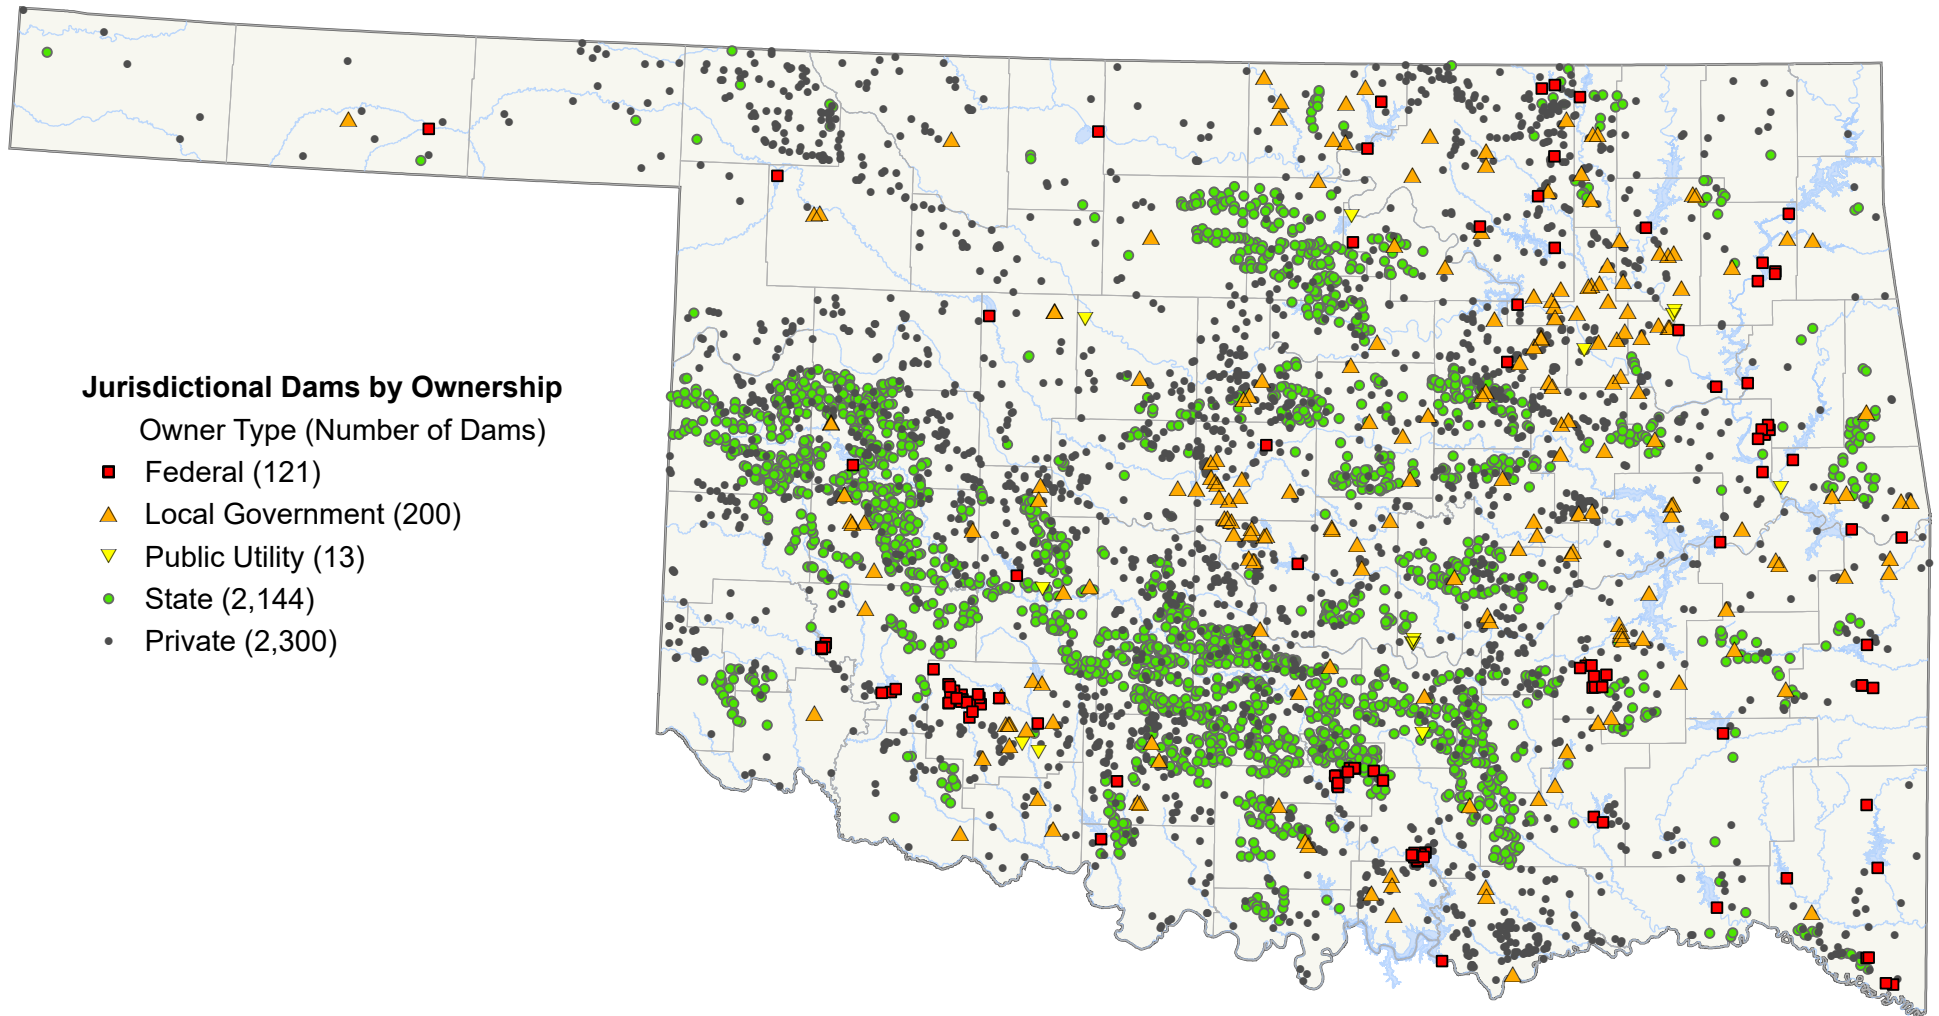 Jurisdictional Dams by Ownership
Owner Type (Number of Dams)
Federal (121)
Local Government (200)
Public Utility (13)
State (2,144)
Private (2,300)